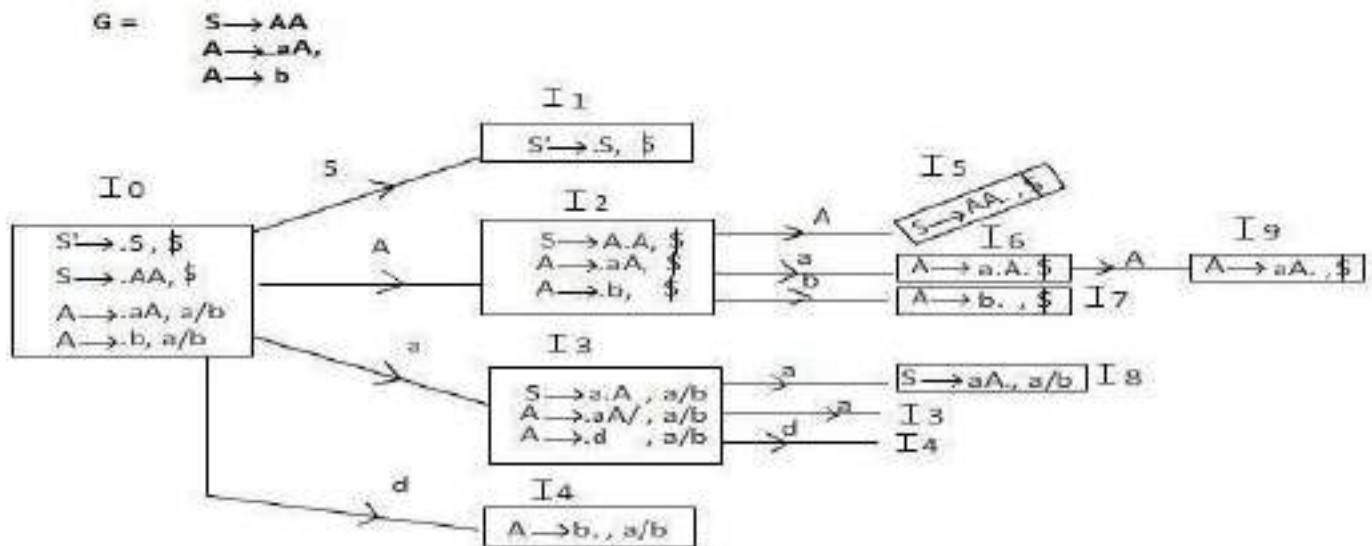 G = S→AA
A→aA,
A→b
I1
S'→.S, $
S
I0
S'→.S, $
S→.AA, $
A→.aA, a/b
A→.b, a/b
A
I2
S→A.A, $
A→.aA, $
A→.b, $
A
a
b
I5
S→AA. , $
I6
A→a.A. $
A
I9
A→aA. , $
A→b. , $
I7
a
I3
S→a.A , a/b
A→.aA/ , a/b
A→.d , a/b
a
a
d
S→aA., a/b
I8
I3
I4
d
I4
A→b. , a/b